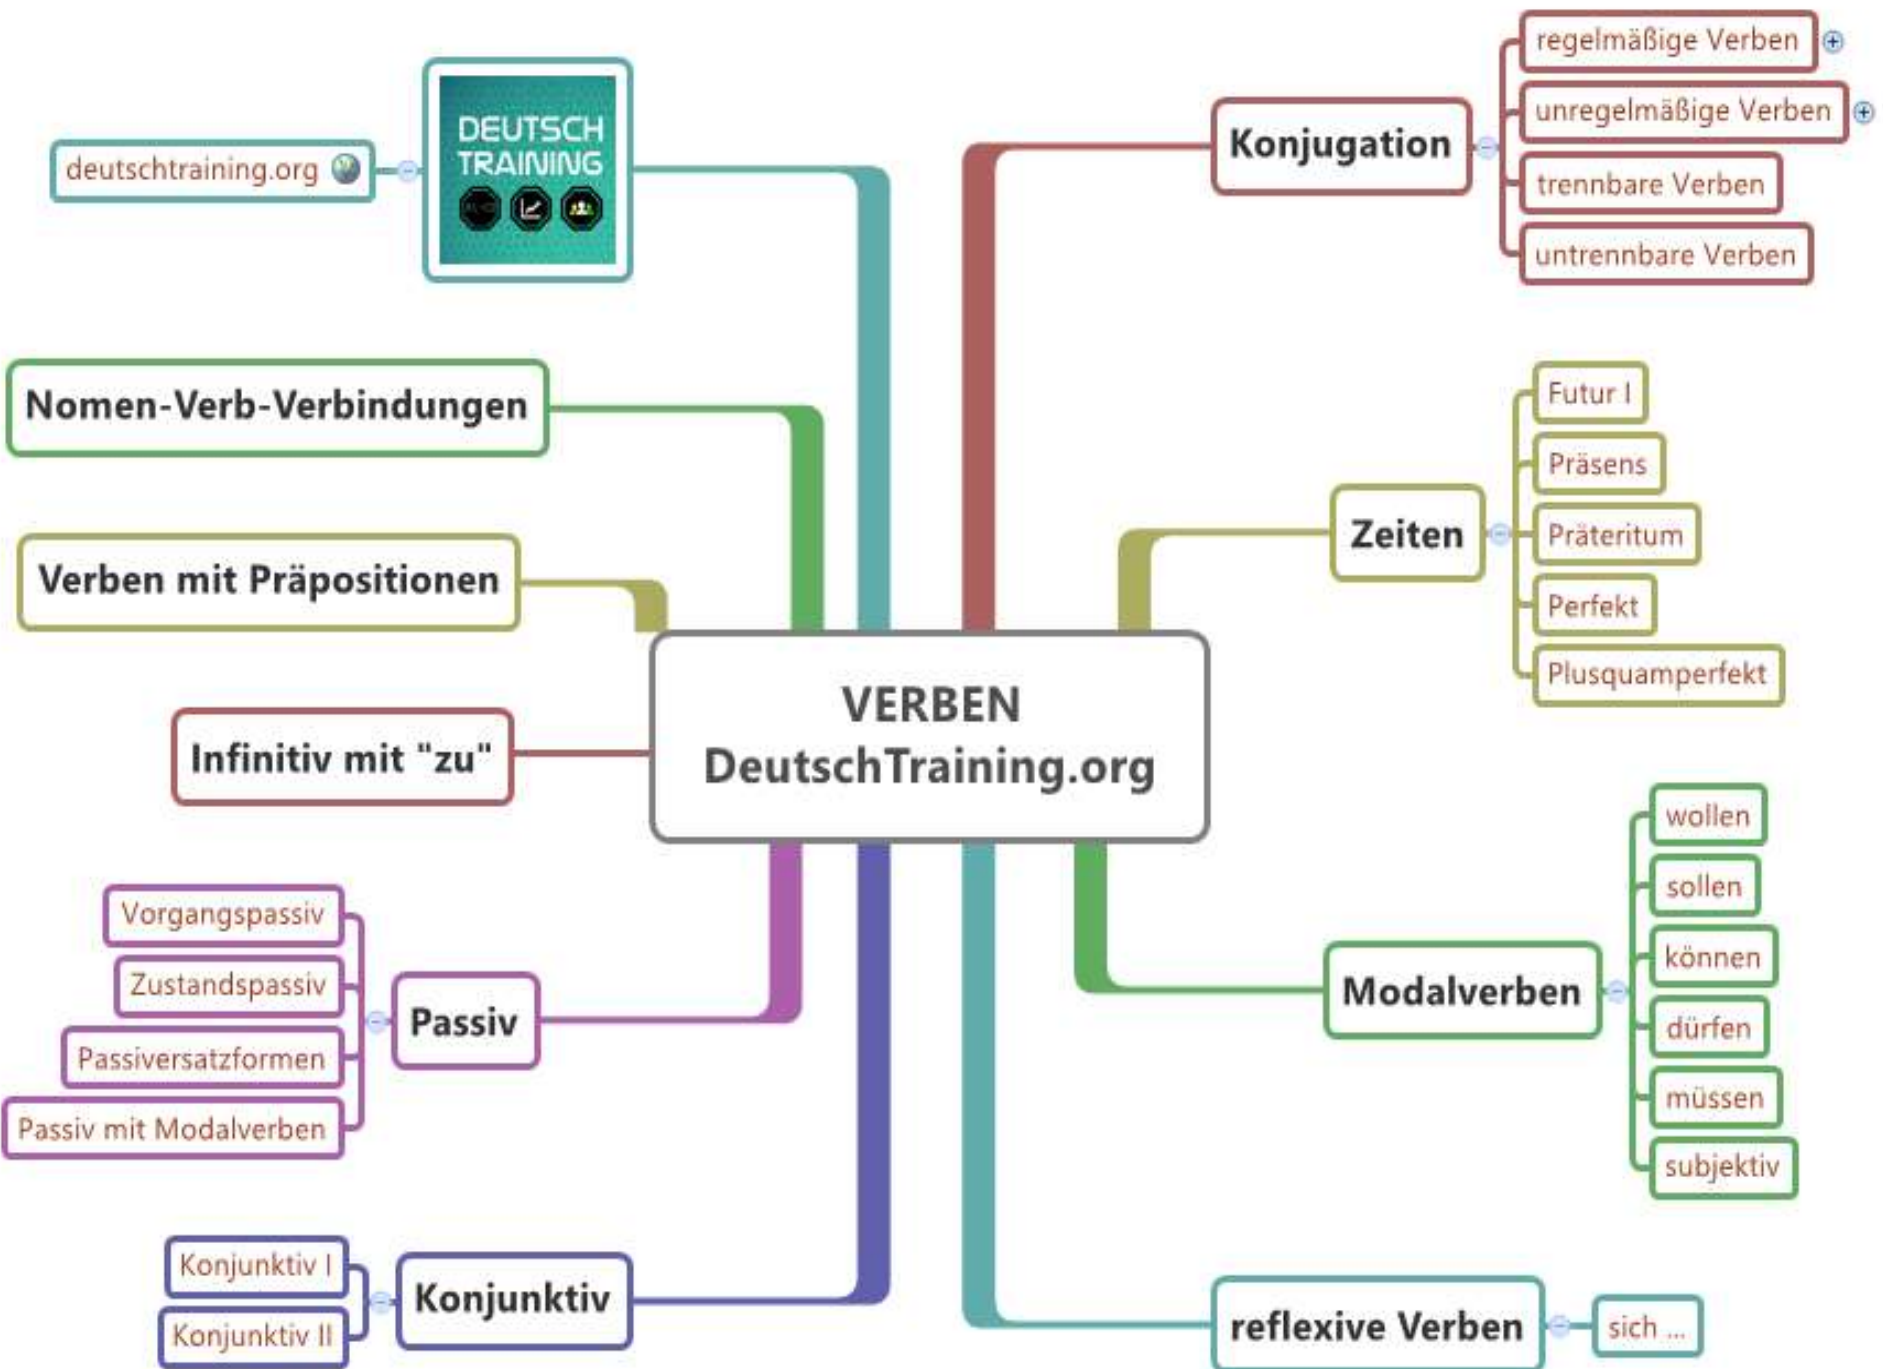 VERBEN
DeutschTraining.org
Konjugation
regelmäßige Verben
unregelmäßige Verben
trennbare Verben
untrennbare Verben
Zeiten
Futur I
Präsens
Präteritum
Perfekt
Plusquamperfekt
Modalverben
wollen
sollen
können
dürfen
müssen
subjektiv
reflexive Verben
sich ...
DEUTSCH
TRAINING
deutschtraining.org
Nomen-Verb-Verbindungen
Verben mit Präpositionen
Infinitiv mit "zu"
Passiv
Vorgangspassiv
Zustandspassiv
Passiversatzformen
Passiv mit Modalverben
Konjunktiv
Konjunktiv I
Konjunktiv II